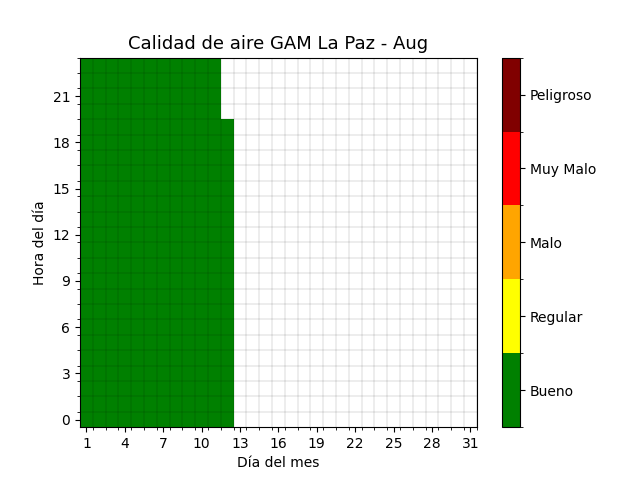 Calidad de aire GAM La Paz - Aug
Hora del día
21
18
15
12
9
6
3
0
1 4 7 10 13 16 19 22 25 28 31
Día del mes
Peligroso
Muy Malo
Malo
Regular
Bueno